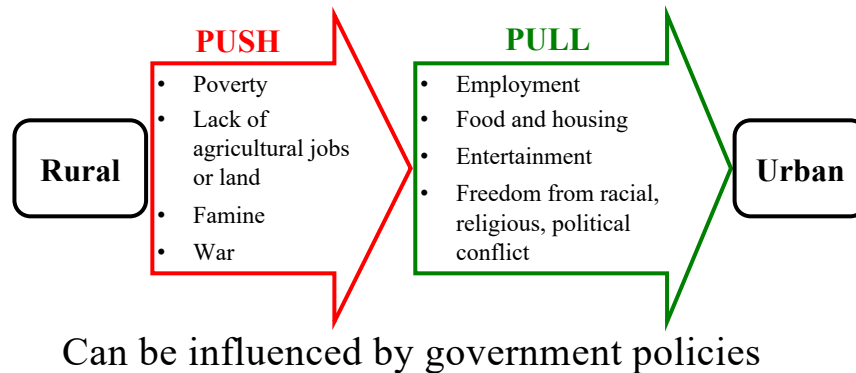 PUSH
PULL
Rural
• Poverty
• Lack of
agricultural jobs
or land
• Famine
• War
• Employment
• Food and housing
• Entertainment
• Freedom from racial,
religious, political
conflict
Urban
Can be influenced by government policies